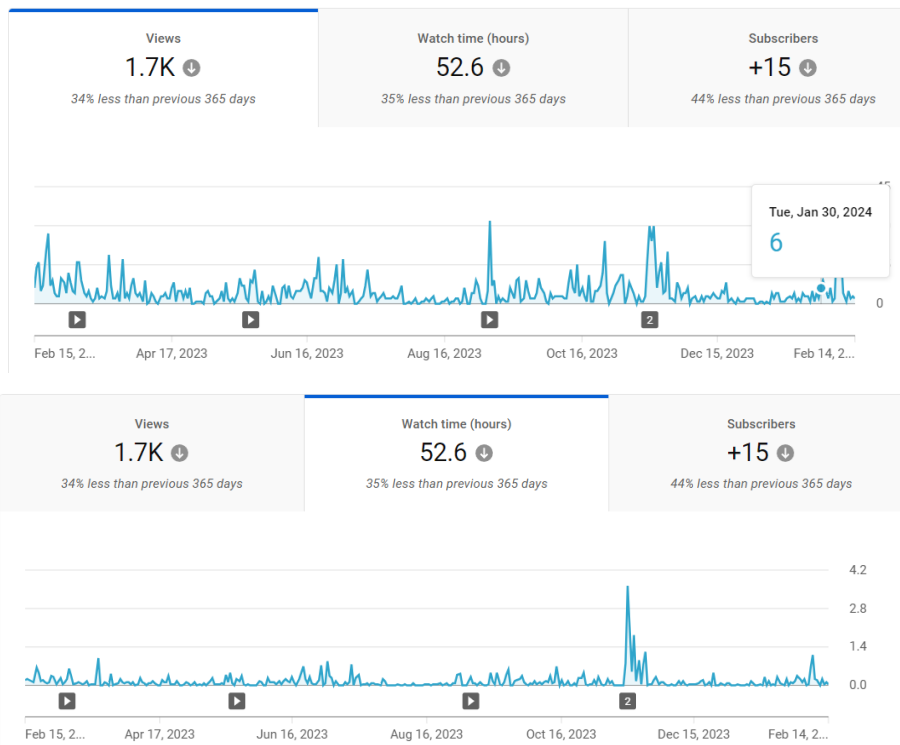 Views Watch time (hours) Subscribers
1.7K 52.6 +15
34% less than previous 365 days 35% less than previous 365 days 44% less than previous 365 days
Tue, Jan 30, 2024
6
0
2
Feb 15, 2... Apr 17, 2023 Jun 16, 2023 Aug 16, 2023 Oct 16, 2023 Dec 15, 2023 Feb 14, 2...
Views Watch time (hours) Subscribers
1.7K 52.6 +15
34% less than previous 365 days 35% less than previous 365 days 44% less than previous 365 days
4.2
2.8
1.4
0.0
2
Feb 15, 2... Apr 17, 2023 Jun 16, 2023 Aug 16, 2023 Oct 16, 2023 Dec 15, 2023 Feb 14, 2...